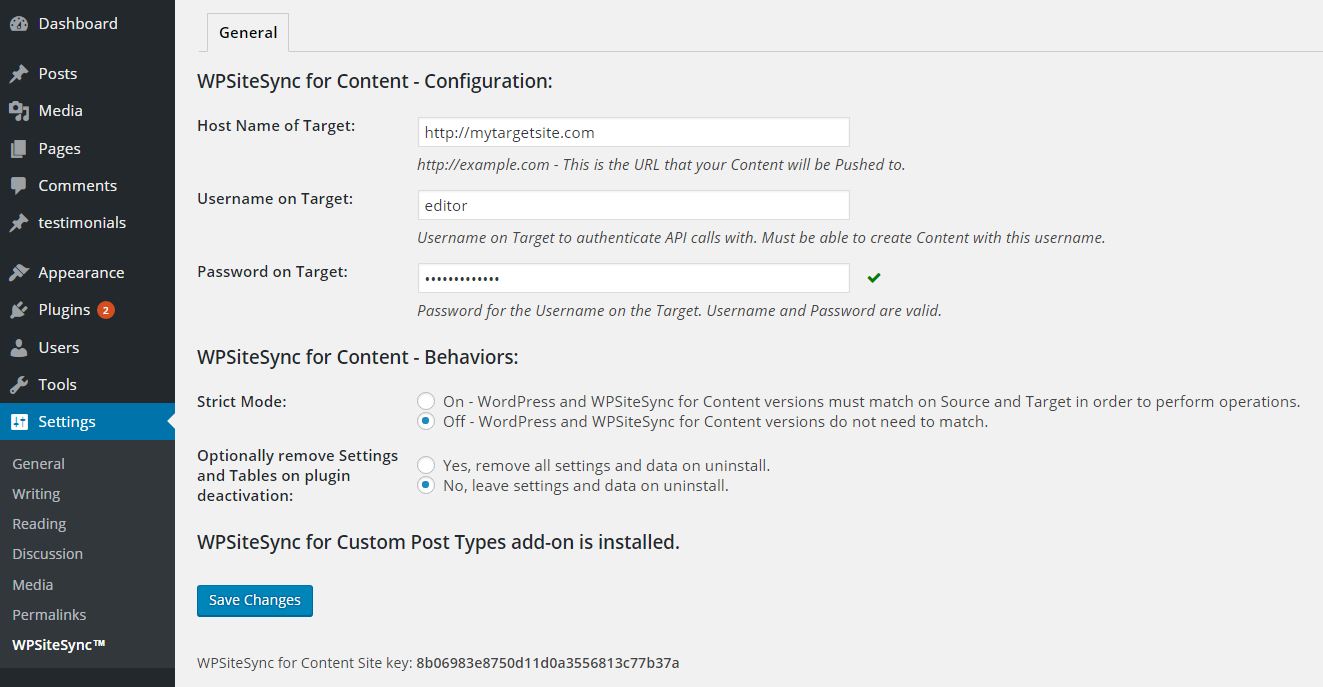 Dashboard
Posts
Media
Pages
Comments
testimonials
Appearance
Plugins 2
Users
Tools
Settings
General
Writing
Reading
Discussion
Media
Permalinks
WPSiteSync™
General
WPSiteSync for Content - Configuration:
Host Name of Target:
http://mytargetsite.com
http://example.com - This is the URL that your Content will be Pushed to.
Username on Target:
editor
Username on Target to authenticate API calls with. Must be able to create Content with this username.
Password on Target:
•••••••••••••
Password for the Username on the Target. Username and Password are valid.
WPSiteSync for Content - Behaviors:
Strict Mode:
On - WordPress and WPSiteSync for Content versions must match on Source and Target in order to perform operations.
Off - WordPress and WPSiteSync for Content versions do not need to match.
Optionally remove Settings
and Tables on plugin
deactivation:
Yes, remove all settings and data on uninstall.
No, leave settings and data on uninstall.
WPSiteSync for Custom Post Types add-on is installed.
Save Changes
WPSiteSync for Content Site key: 8b06983e8750d11d0a3556813c77b37a